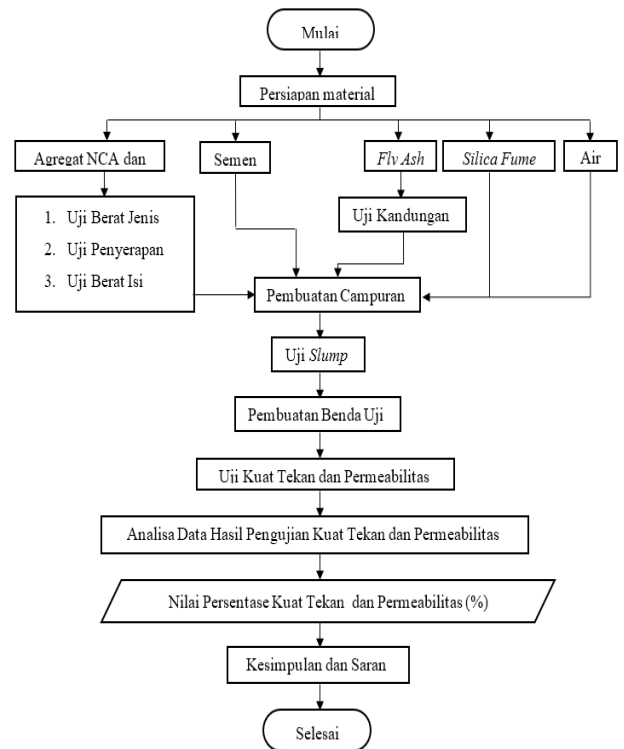 Mulai
Persiapan material
Agregat NCA dan
Semen
Fly Ash
Silica Fume
Air
1. Uji Berat Jenis
2. Uji Penyerapan
3. Uji Berat Isi
Uji Kandungan
Pembuatan Campuran
Uji Slump
Pembuatan Benda Uji
Uji Kuat Tekan dan Permeabilitas
Analisa Data Hasil Pengujian Kuat Tekan dan Permeabilitas
Nilai Persentase Kuat Tekan dan Permeabilitas (%)
Kesimpulan dan Saran
Selesai